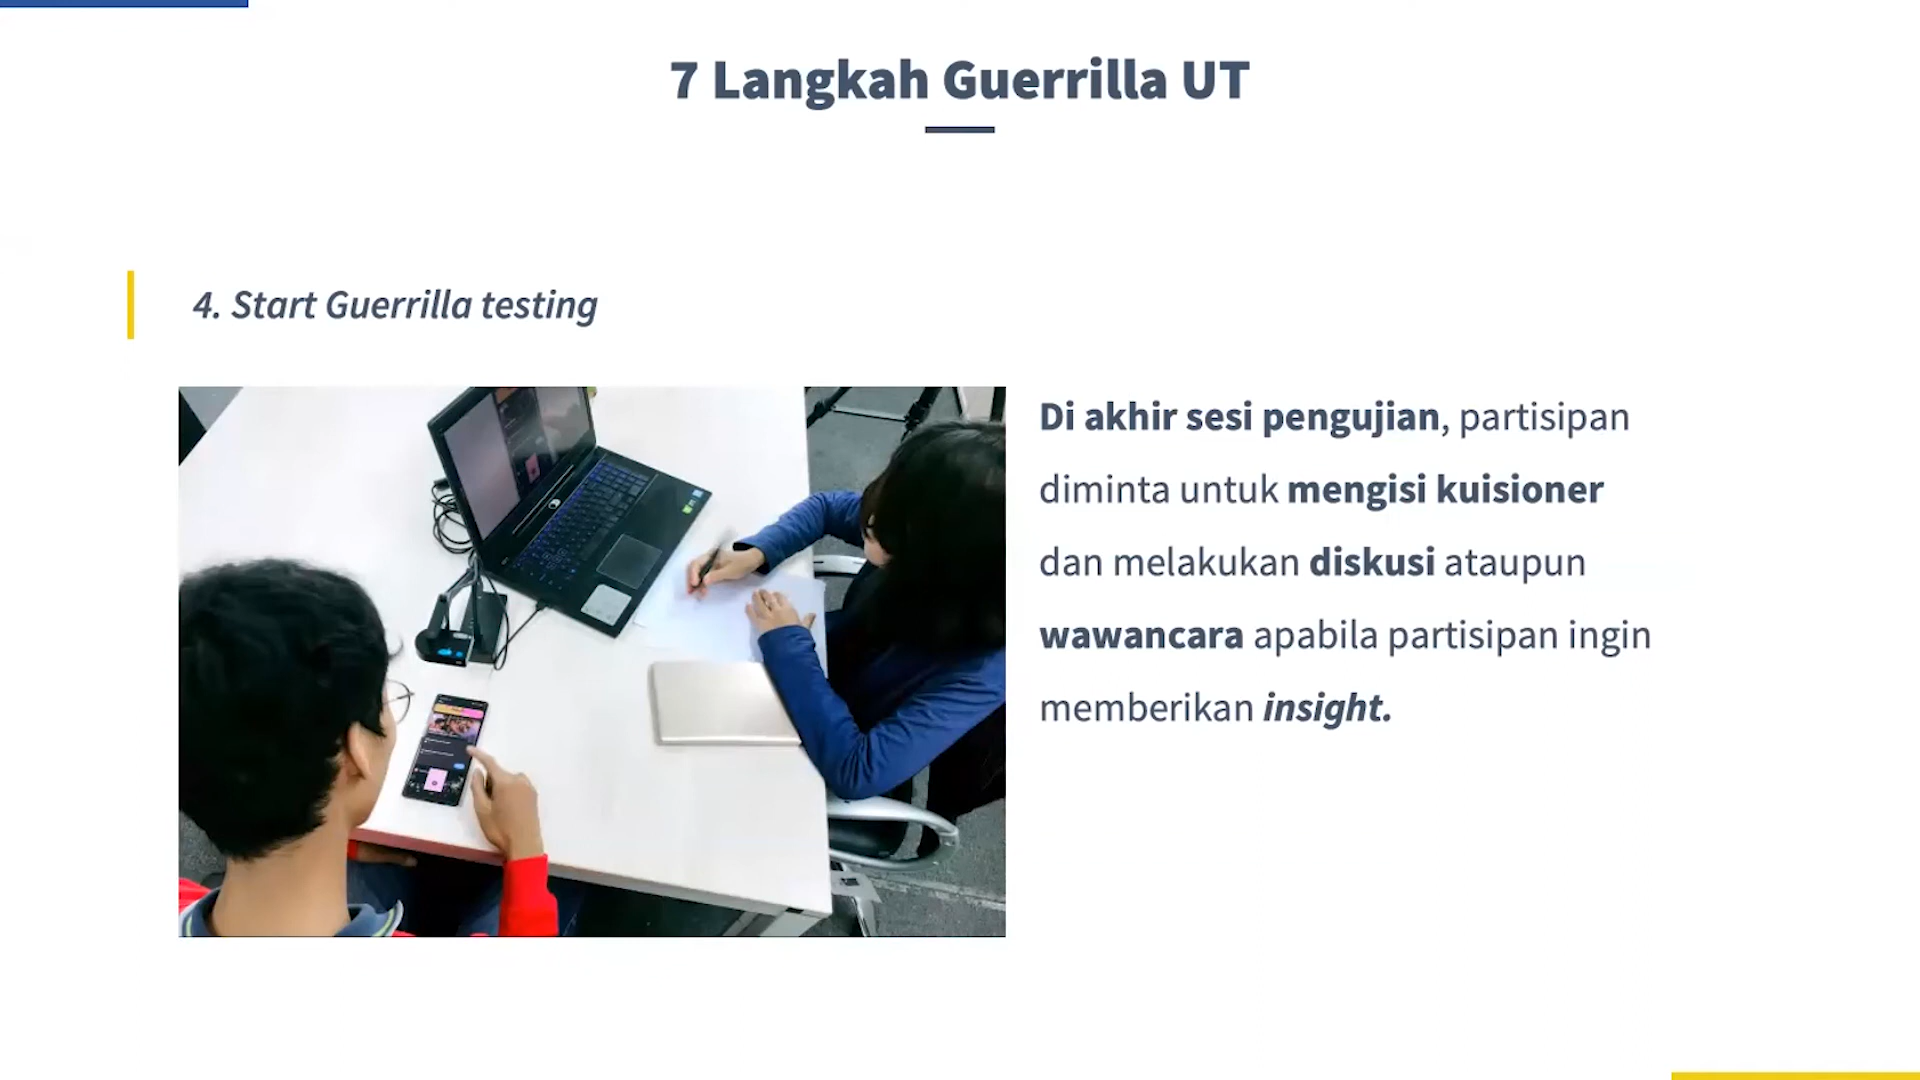 7 Langkah Guerrilla UT
4. Start Guerrilla testing
Di akhir sesi pengujian, partisipan
diminta untuk mengisi kuisioner
dan melakukan diskusi ataupun
wawancara apabila partisipan ingin
memberikan insight.